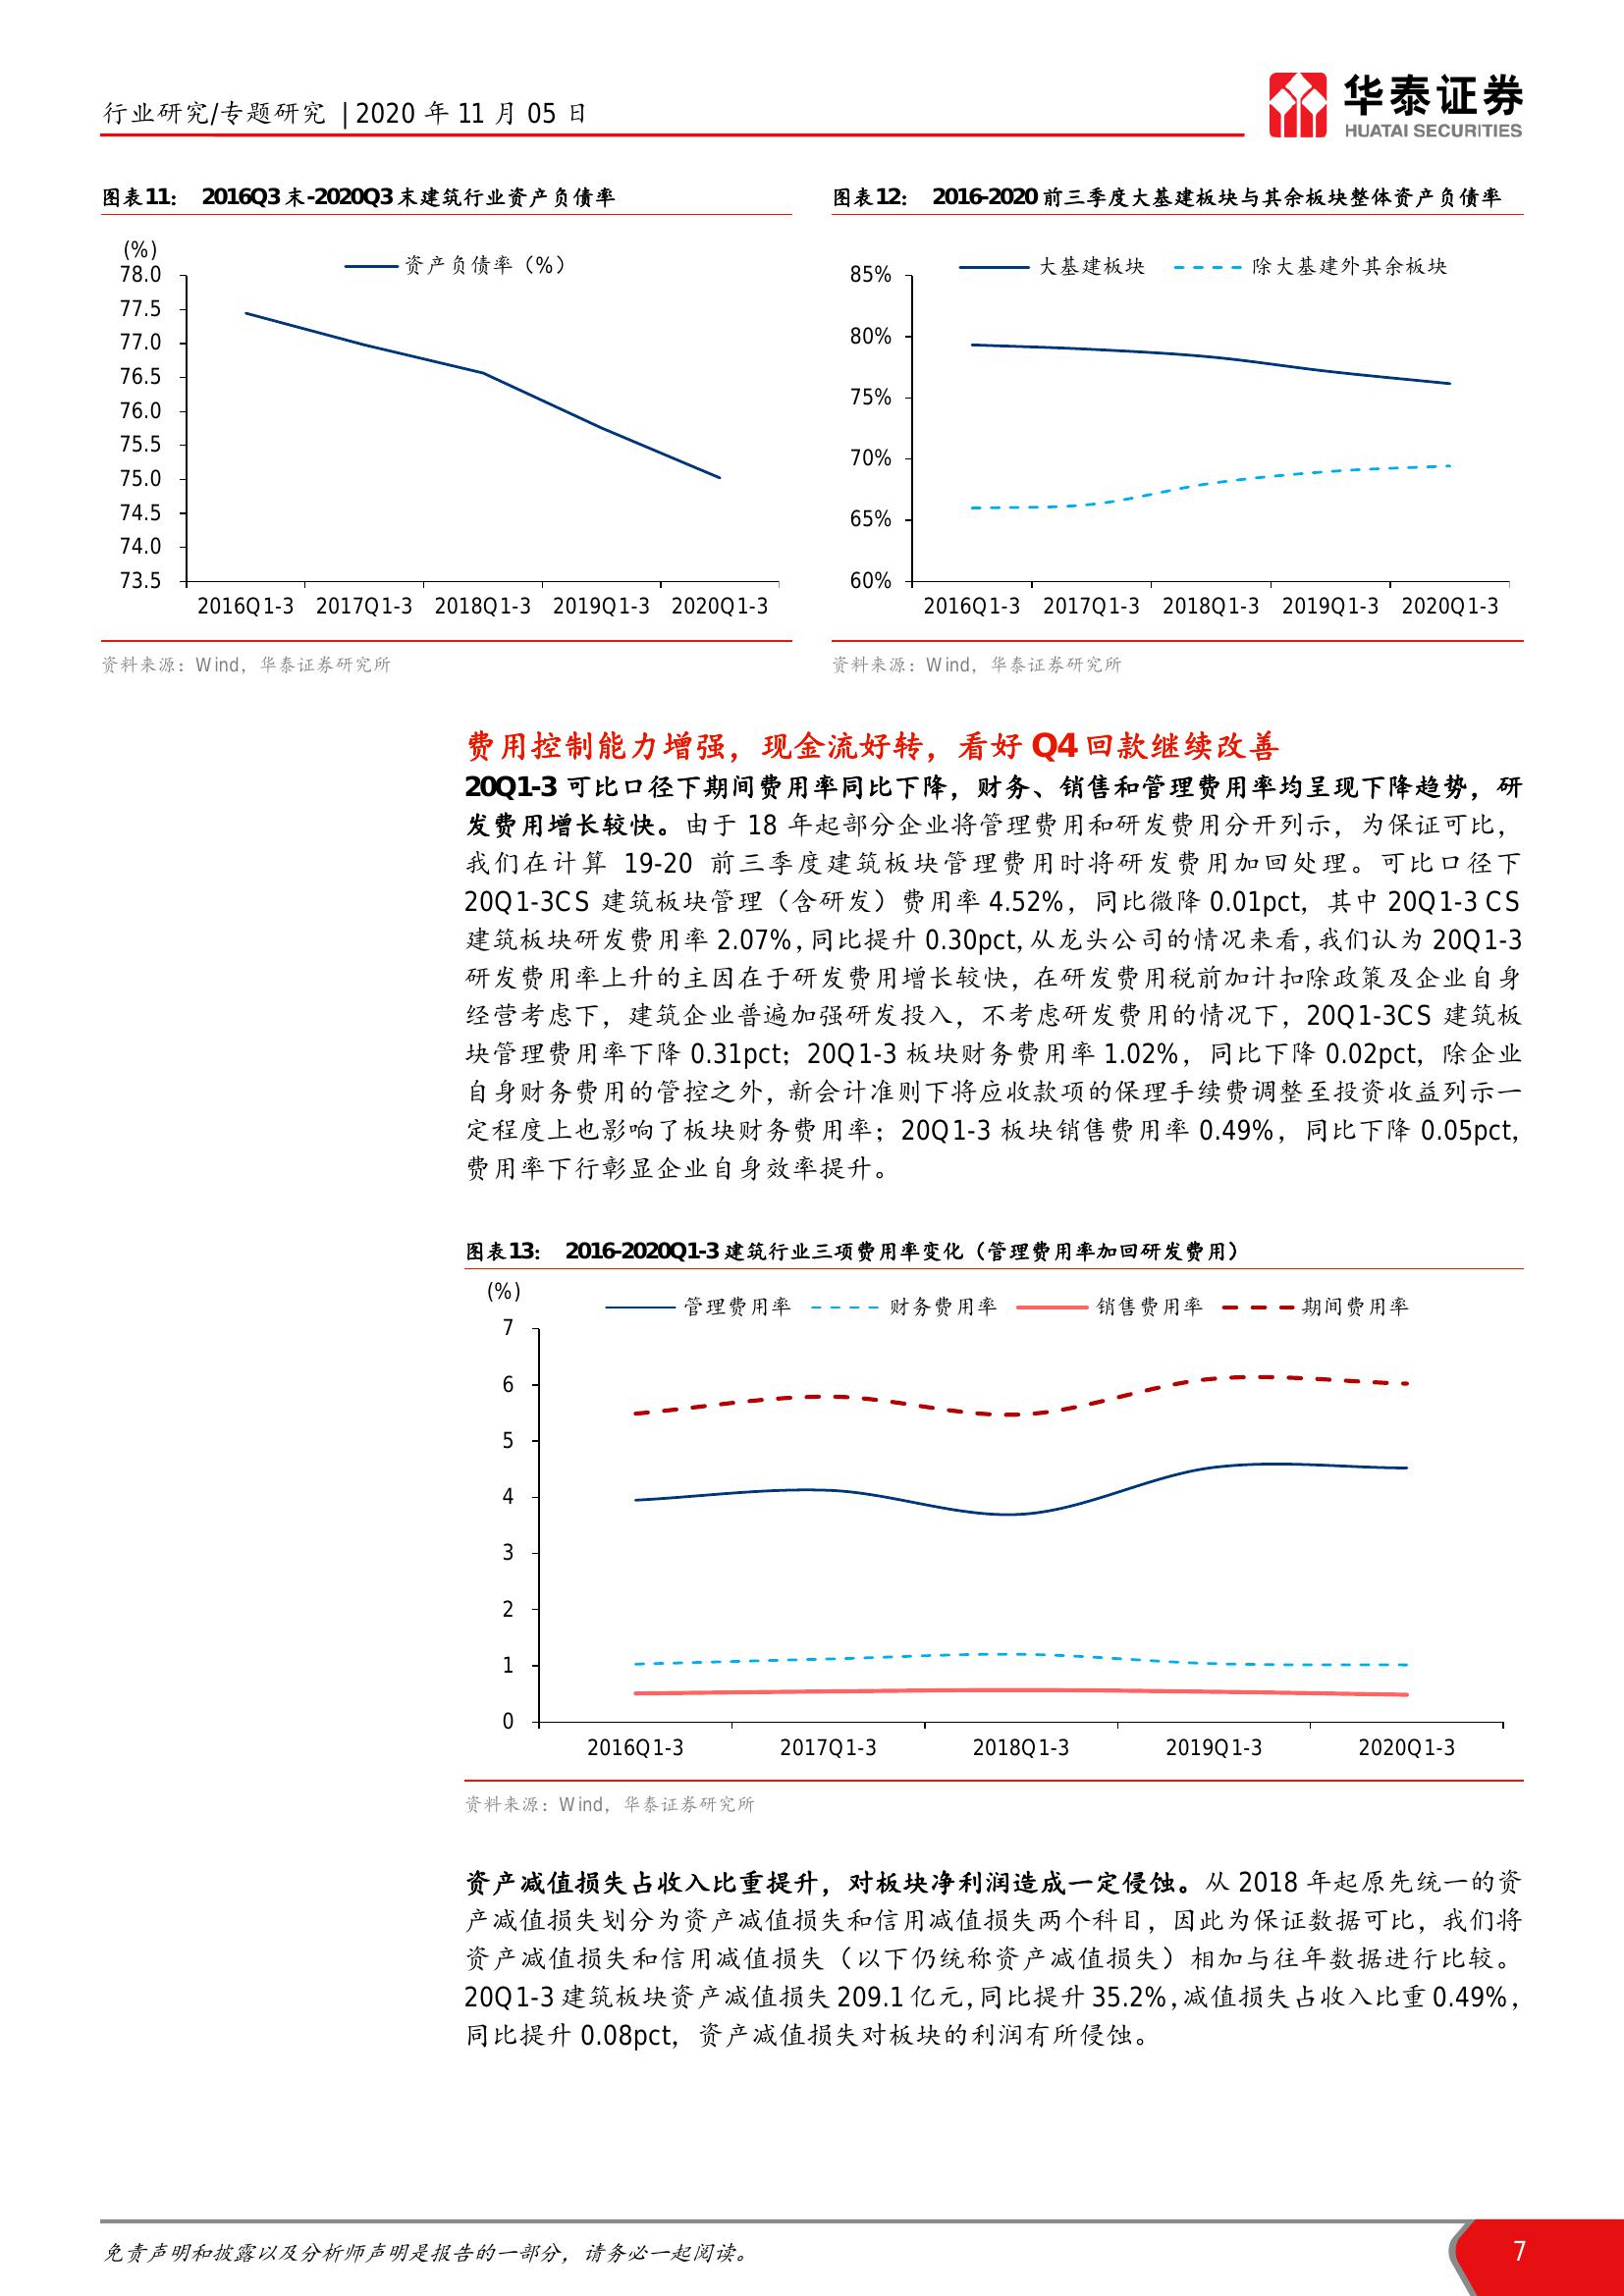 行业研究/专题研究 | 2020 年 11 月 05 日
华泰证券
HUATAI SECURITIES
图表11： 2016Q3 末-2020Q3 末建筑行业资产负债率
(%)
资产负债率（%）
78.0
77.5
77.0
76.5
76.0
75.5
75.0
74.5
74.0
73.5
2016Q1-3 2017Q1-3 2018Q1-3 2019Q1-3 2020Q1-3
资料来源：Wind，华泰证券研究所
图表12： 2016-2020 前三季度大基建板块与其余板块整体资产负债率
大基建板块 除大基建外其余板块
85%
80%
75%
70%
65%
60%
2016Q1-3 2017Q1-3 2018Q1-3 2019Q1-3 2020Q1-3
资料来源：Wind，华泰证券研究所
费用控制能力增强，现金流好转，看好 Q4 回款继续改善
20Q1-3 可比口径下期间费用率同比下降，财务、销售和管理费用率均呈现下降趋势，研
发费用增长较快。由于 18 年起部分企业将管理费用和研发费用分开列示，为保证可比，
我们在计算 19-20 前三季度建筑板块管理费用时将研发费用加回处理。可比口径下
20Q1-3CS 建筑板块管理（含研发）费用率 4.52%，同比微降 0.01pct，其中 20Q1-3 CS
建筑板块研发费用率 2.07%，同比提升 0.30pct，从龙头公司的情况来看，我们认为 20Q1-3
研发费用率上升的主因在于研发费用增长较快，在研发费用税前加计扣除政策及企业自身
经营考虑下，建筑企业普遍加强研发投入，不考虑研发费用的情况下，20Q1-3CS 建筑板
块管理费用率下降 0.31pct；20Q1-3 板块财务费用率 1.02%，同比下降 0.02pct，除企业
自身财务费用的管控之外，新会计准则下将应收款项的保理手续费调整至投资收益列示一
定程度上也影响了板块财务费用率；20Q1-3 板块销售费用率 0.49%，同比下降 0.05pct，
费用率下行彰显企业自身效率提升。
图表13： 2016-2020Q1-3 建筑行业三项费用率变化（管理费用率加回研发费用）
(%)
管理费用率 财务费用率 销售费用率 期间费用率
7
6
5
4
3
2
1
0
2016Q1-3 2017Q1-3 2018Q1-3 2019Q1-3 2020Q1-3
资料来源：Wind，华泰证券研究所
资产减值损失占收入比重提升，对板块净利润造成一定侵蚀。从 2018 年起原先统一的资
产减值损失划分为资产减值损失和信用减值损失两个科目，因此为保证数据可比，我们将
资产减值损失和信用减值损失（以下仍统称资产减值损失）相加与往年数据进行比较。
20Q1-3 建筑板块资产减值损失 209.1 亿元，同比提升 35.2%，减值损失占收入比重 0.49%，
同比提升 0.08pct，资产减值损失对板块的利润有所侵蚀。
免责声明和披露以及分析师声明是报告的一部分，请务必一起阅读。
7